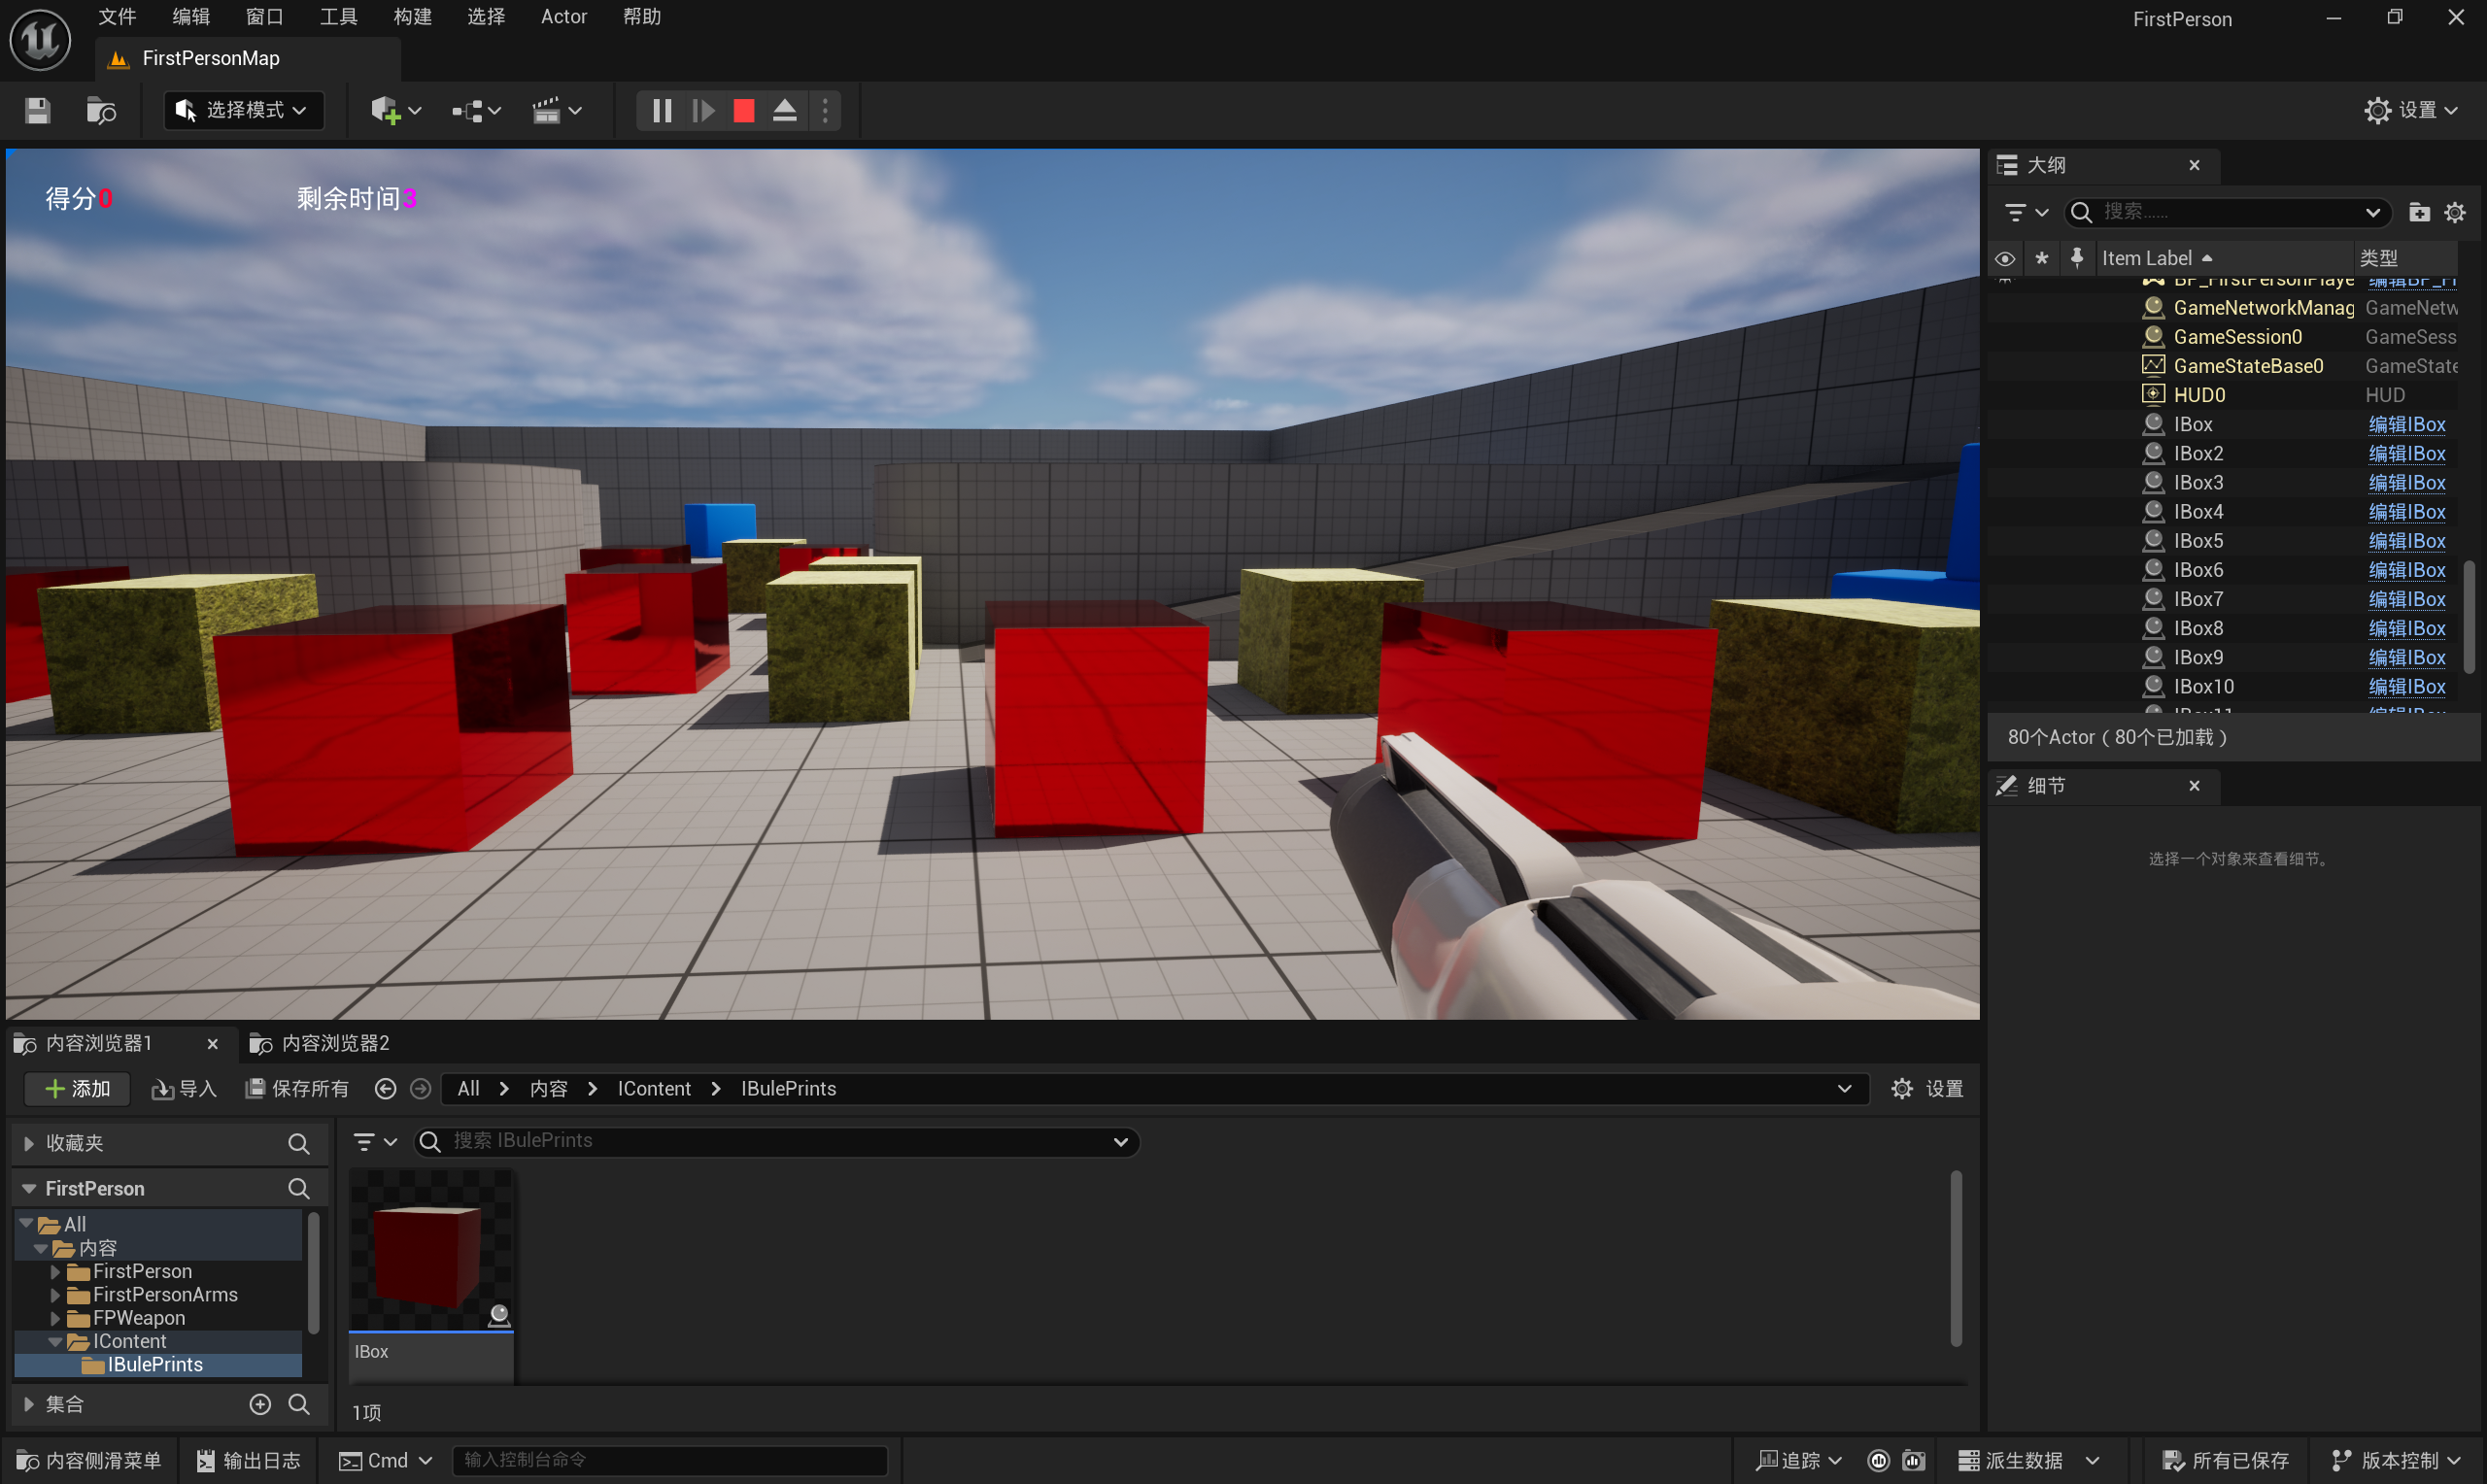 文件 编辑 窗口 工具 构建 选择 Actor 帮助
FirstPerson
FirstPersonMap
选择模式
设置
得分0
剩余时间3
大纲
搜索......
Item Label 类型
GameNetworkManag GameNetw
GameSession0 GameSess
GameStateBase0 GameState
HUD0 HUD
IBox 编辑IBox
IBox2 编辑IBox
IBox3 编辑IBox
IBox4 编辑IBox
IBox5 编辑IBox
IBox6 编辑IBox
IBox7 编辑IBox
IBox8 编辑IBox
IBox9 编辑IBox
IBox10 编辑IBox
80个Actor（80个已加载）
细节
选择一个对象来查看细节。
内容浏览器1
内容浏览器2
添加 导入 保存所有 All 内容 IContent IBulePrints 设置
收藏夹
搜索 IBulePrints
FirstPerson
All
内容
FirstPerson
FirstPersonArms
FPWeapon
IContent
IBulePrints
集合
IBox
1项
内容侧滑菜单 输出日志 Cmd 输入控制台命令 追踪 派生数据 所有已保存 版本控制